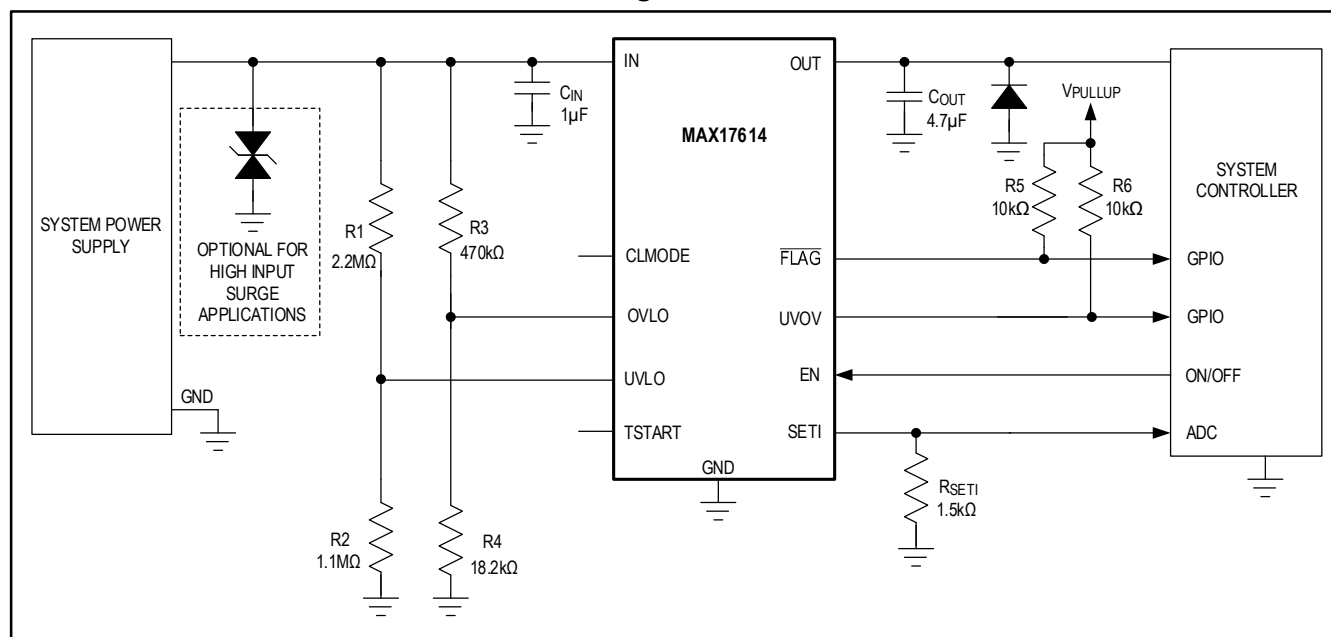 IN
OUT
CIN
1µF
COUT
4.7µF
VPULLUP
MAX17614
SYSTEM
CONTROLLER
R5
10kΩ
R6
10kΩ
SYSTEM POWER
SUPPLY
OPTIONAL FOR
HIGH INPUT
SURGE
APPLICATIONS
R1
2.2MΩ
R3
470kΩ
CLMODE
FLAG
GPIO
OVLO
UVOV
GPIO
UVLO
EN
ON/OFF
GND
TSTART
SETI
ADC
GND
RSETI
1.5kΩ
R2
1.1MΩ
R4
18.2kΩ